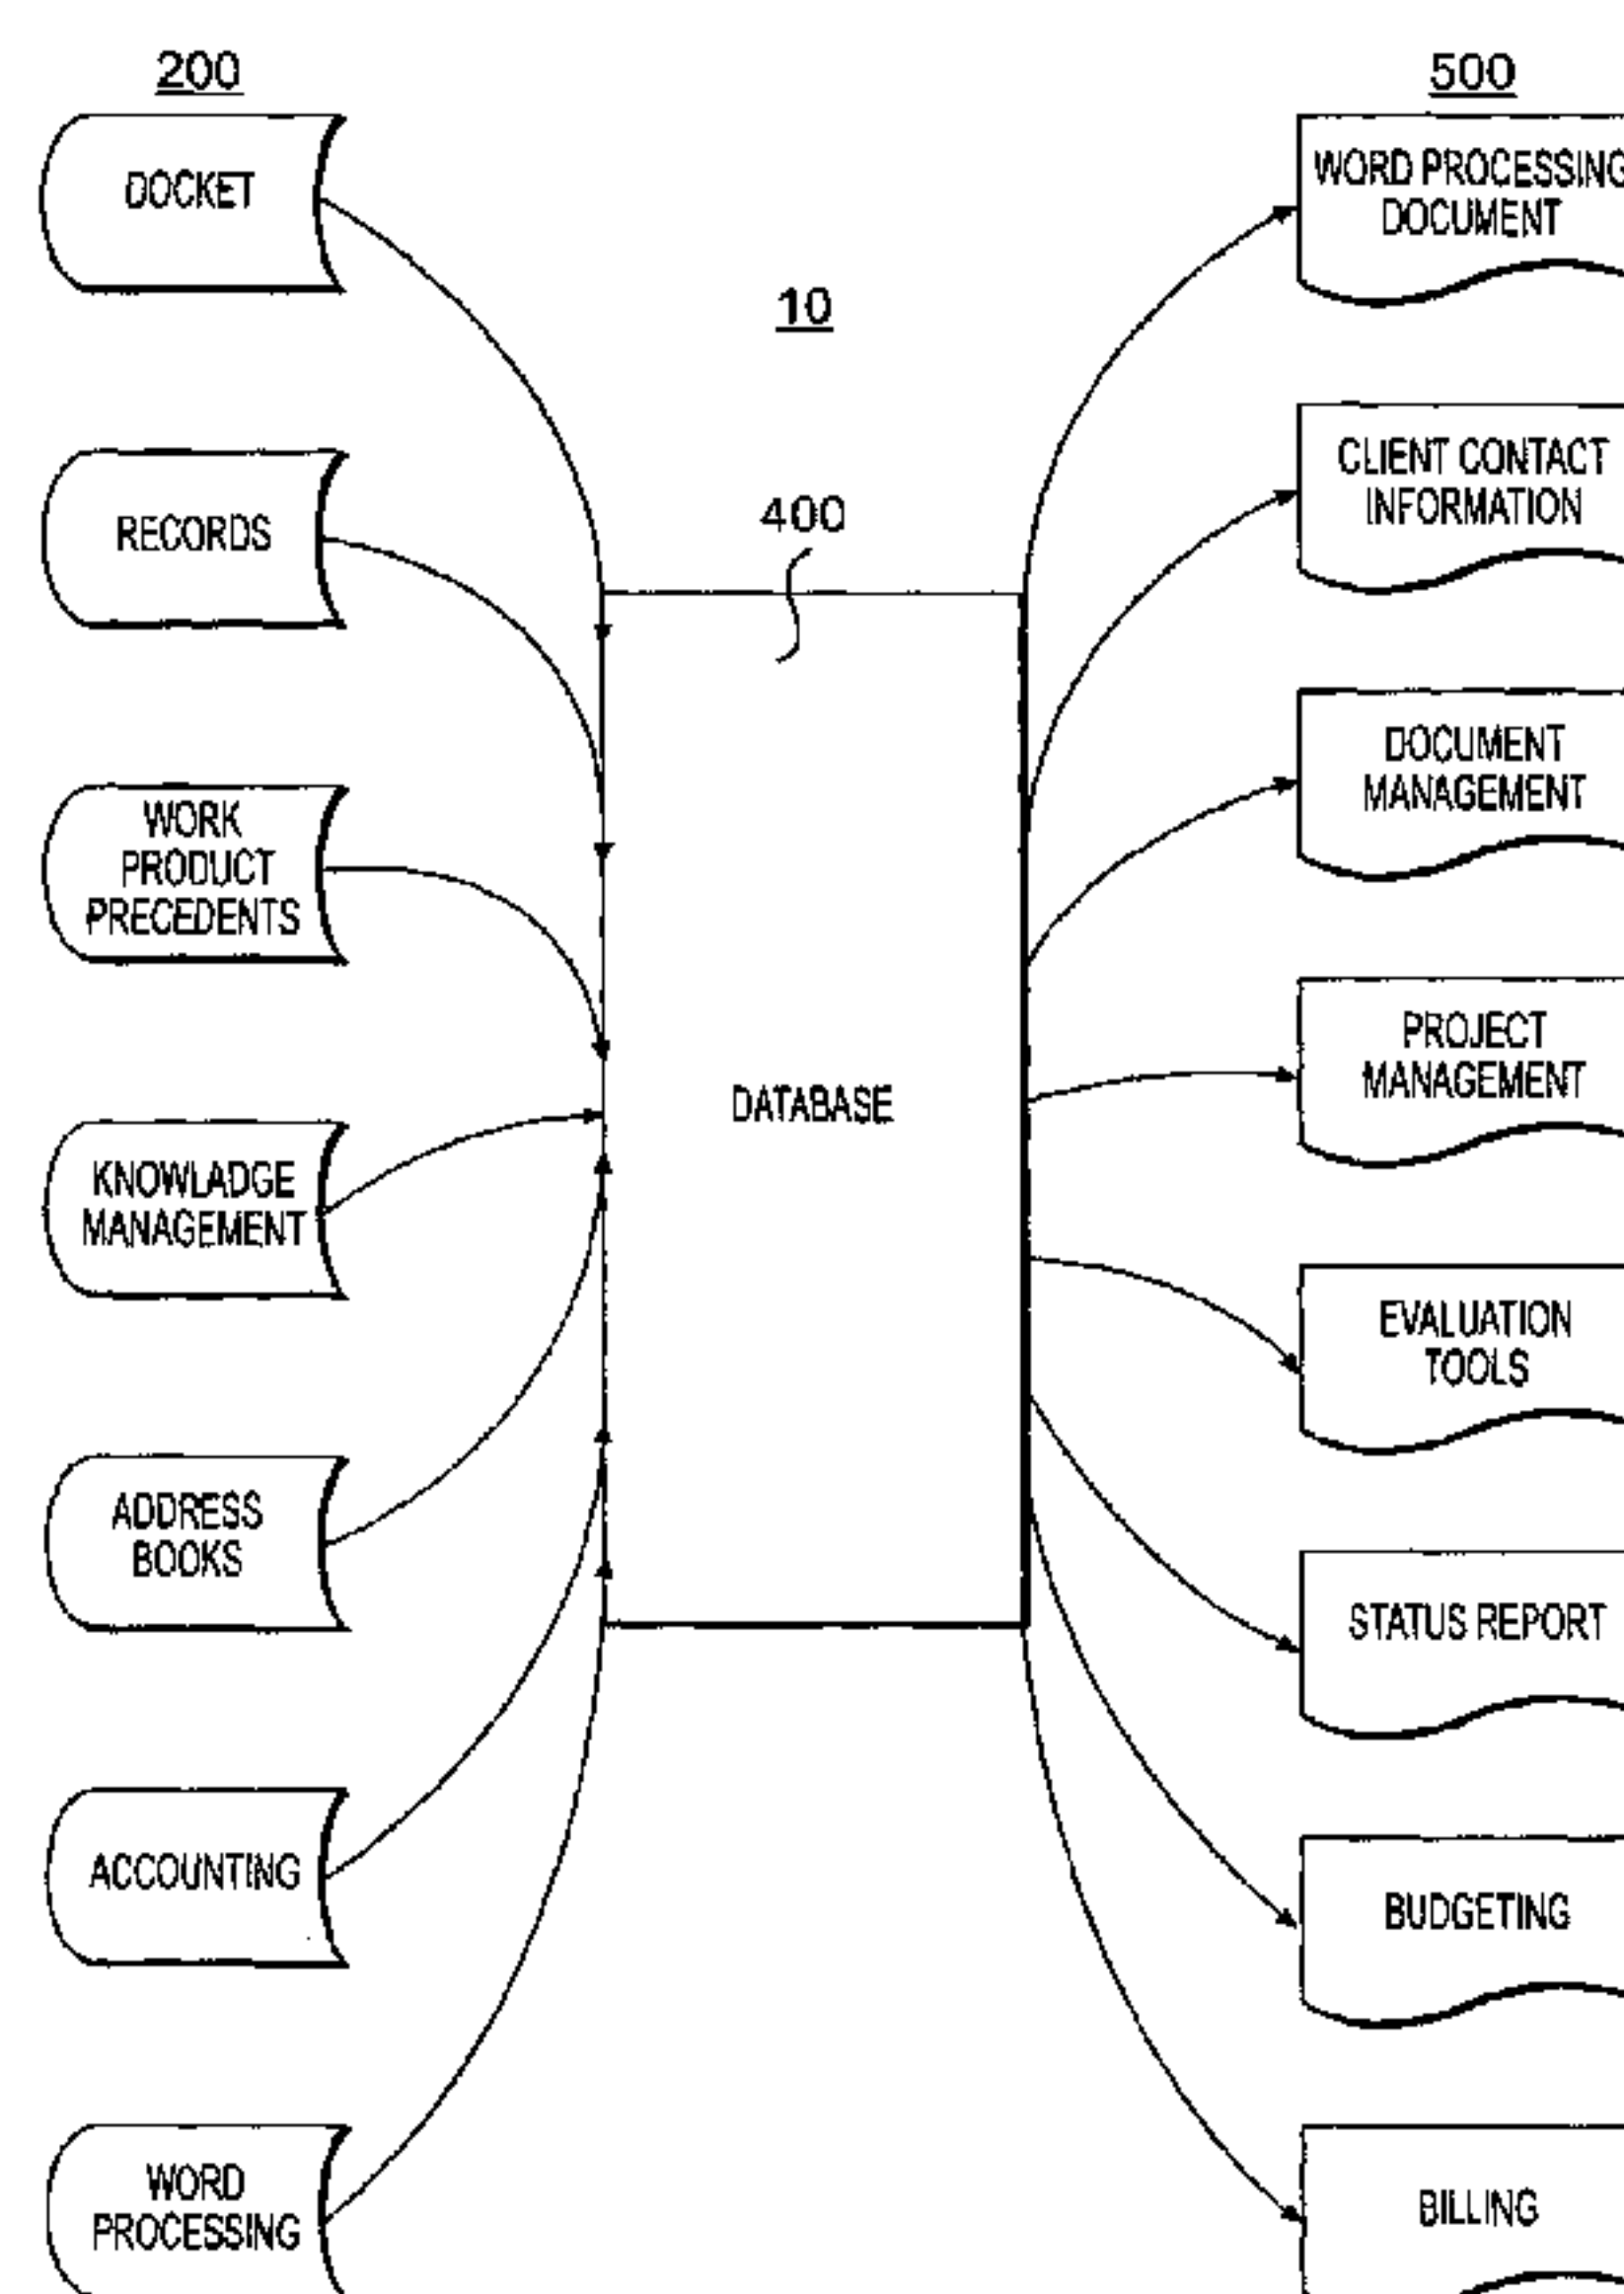 200
DOCKET
RECORDS
WORK
PRODUCT
PRECEDENTS
KNOWLADGE
MANAGEMENT
ADDRESS
BOOKS
ACCOUNTING
WORD
PROCESSING
10
400
DATABASE
500
WORD PROCESSING
DOCUMENT
CLIENT CONTACT
INFORMATION
DOCUMENT
MANAGEMENT
PROJECT
MANAGEMENT
EVALUATION
TOOLS
STATUS REPORT
BUDGETING
BILLING